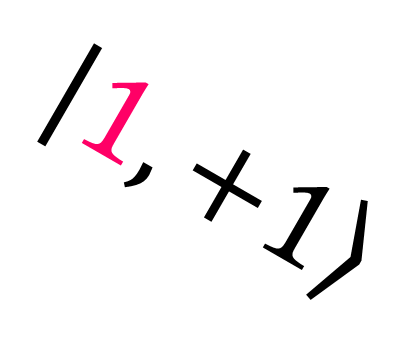 |1, +1⟩